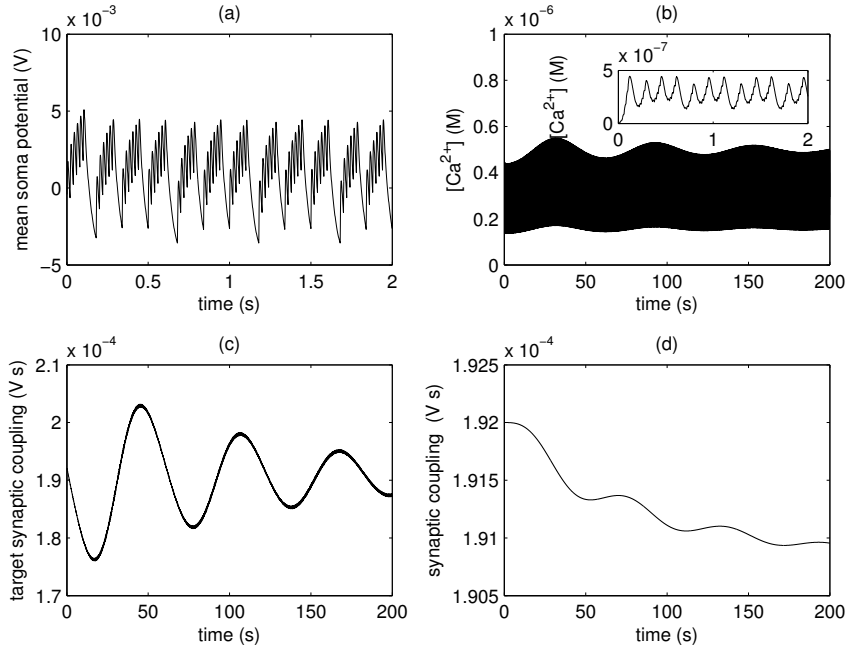 (a)
x 10⁻³
mean soma potential (V)
10
5
0
−5
0
0.5
1
1.5
2
time (s)
(b)
x 10⁻⁶
[Ca²⁺] (M)
1
0.8
0.6
0.4
0.2
0
0
50
100
150
200
time (s)
x 10⁻⁷
[Ca²⁺] (M)
5
0
0
1
2
(c)
x 10⁻⁴
target synaptic coupling (V s)
2.1
2
1.9
1.8
1.7
0
50
100
150
200
time (s)
(d)
x 10⁻⁴
synaptic coupling (V s)
1.925
1.92
1.915
1.91
1.905
0
50
100
150
200
time (s)